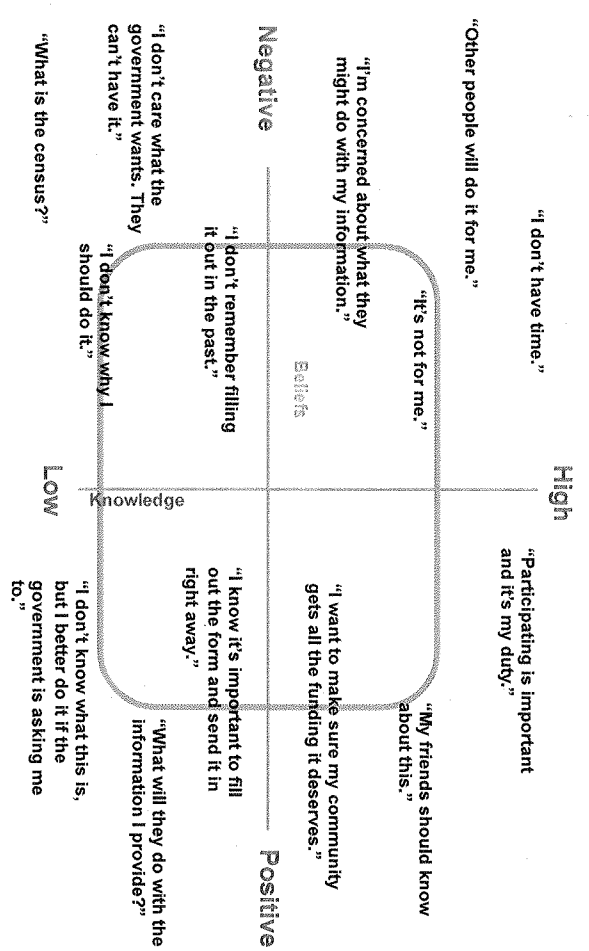 High
"I don't have time."
"Participating is important
and it's my duty."
"Other people will do it for me."
"It's not for me."
"My friends should know
about this."
"I'm concerned about what they
might do with my information."
"I want to make sure my community
gets all the funding it deserves."
Beliefs
Negative
Positive
"I don't remember filling
it out in the past."
"I know it's important to fill
out the form and send it in
right away."
Knowledge
"I don't care what the
government wants. They
can't have it."
"I don't know why I
should do it."
"What will they do with the
information I provide?"
"What is the census?"
Low
"I don't know what this is,
but I better do it if the
government is asking me
to."